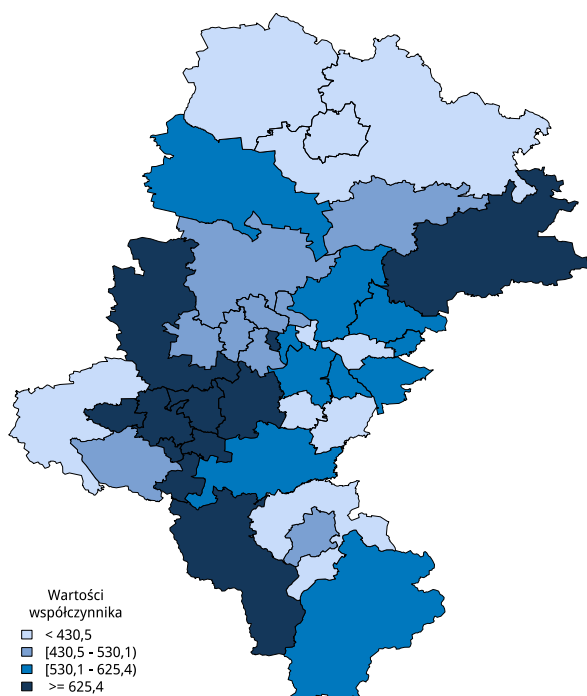 Wartości
współczynnika
< 430,5
[430,5 - 530,1)
[530,1 - 625,4)
>= 625,4